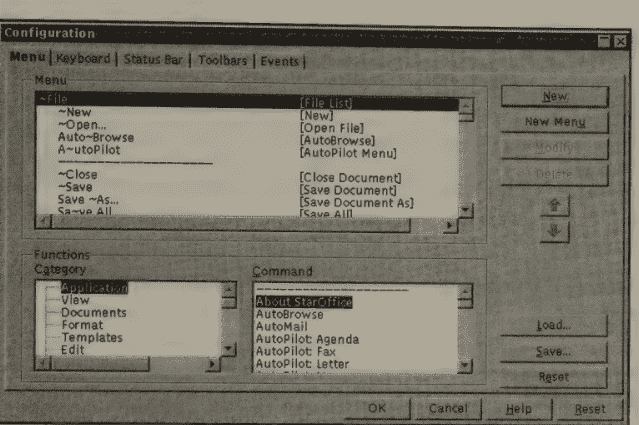 Configuration
Menu Keyboard Status Bar Toolbars Events
Menu
~File [File List]
~New [New]
~Open... [Open File]
Auto~Browse [AutoBrowse]
A~utoPilot [AutoPilot Menu]
~Close [Close Document]
~Save [Save Document]
Save ~As... [Save Document As]
Sa~ve All [Save All]
New
New Menu
Modify
Delete
Functions
Category
Application
View
Documents
Format
Templates
Edit
Command
About StarOffice
AutoBrowse
AutoMail
AutoPilot: Agenda
AutoPilot: Fax
AutoPilot: Letter
Load...
Save...
Reset
OK Cancel Help Reset